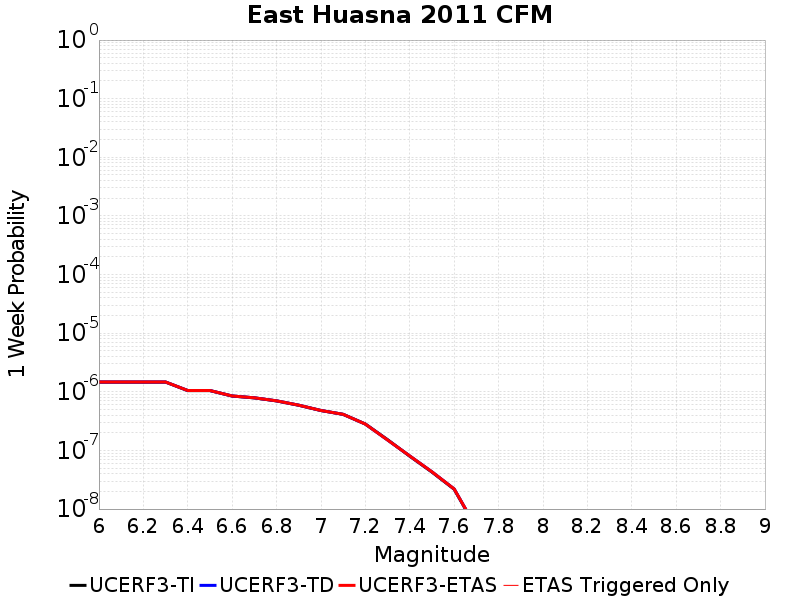 East Huasna 2011 CFM
10^0
10^-1
10^-2
10^-3
10^-4
10^-5
10^-6
10^-7
10^-8
1 Week Probability
6 6.2 6.4 6.6 6.8 7 7.2 7.4 7.6 7.8 8 8.2 8.4 8.6 8.8 9
Magnitude
UCERF3-TI UCERF3-TD UCERF3-ETAS ETAS Triggered Only